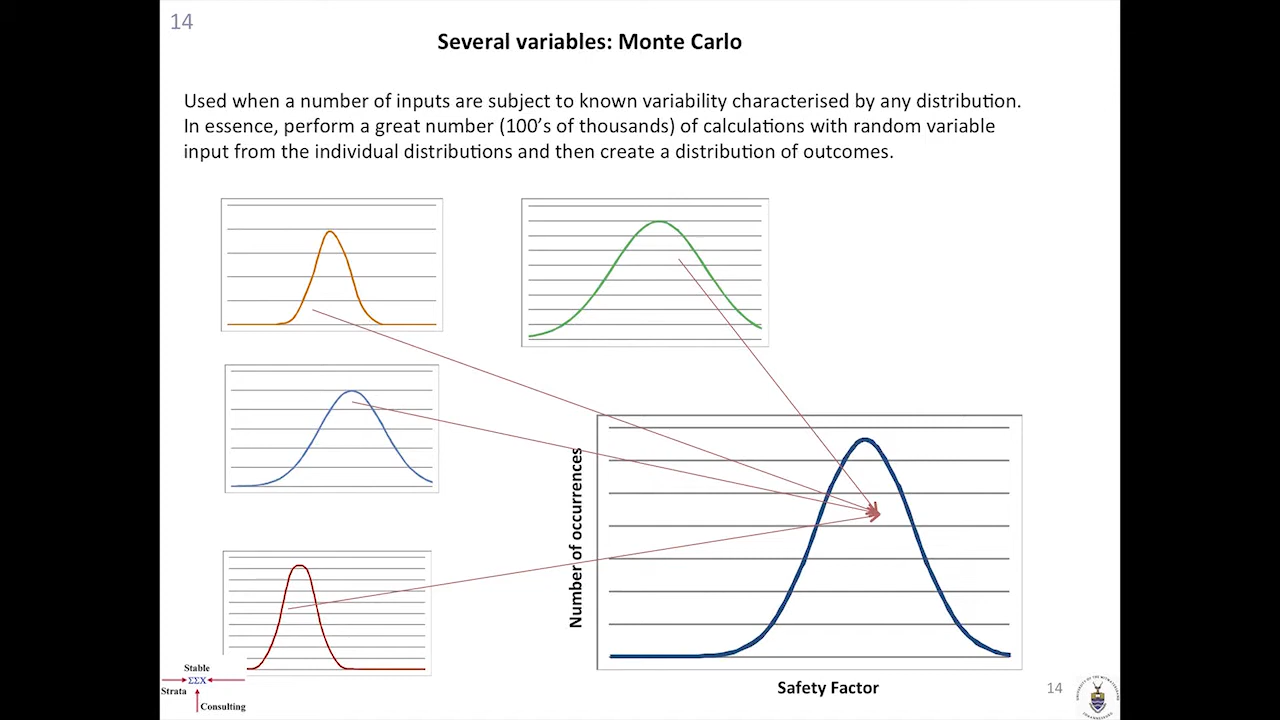 14
Several variables: Monte Carlo
Used when a number of inputs are subject to known variability characterised by any distribution.
In essence, perform a great number (100’s of thousands) of calculations with random variable
input from the individual distributions and then create a distribution of outcomes.
Number of occurrences
Safety Factor
Stable
ΣΣX
Strata
Consulting
14